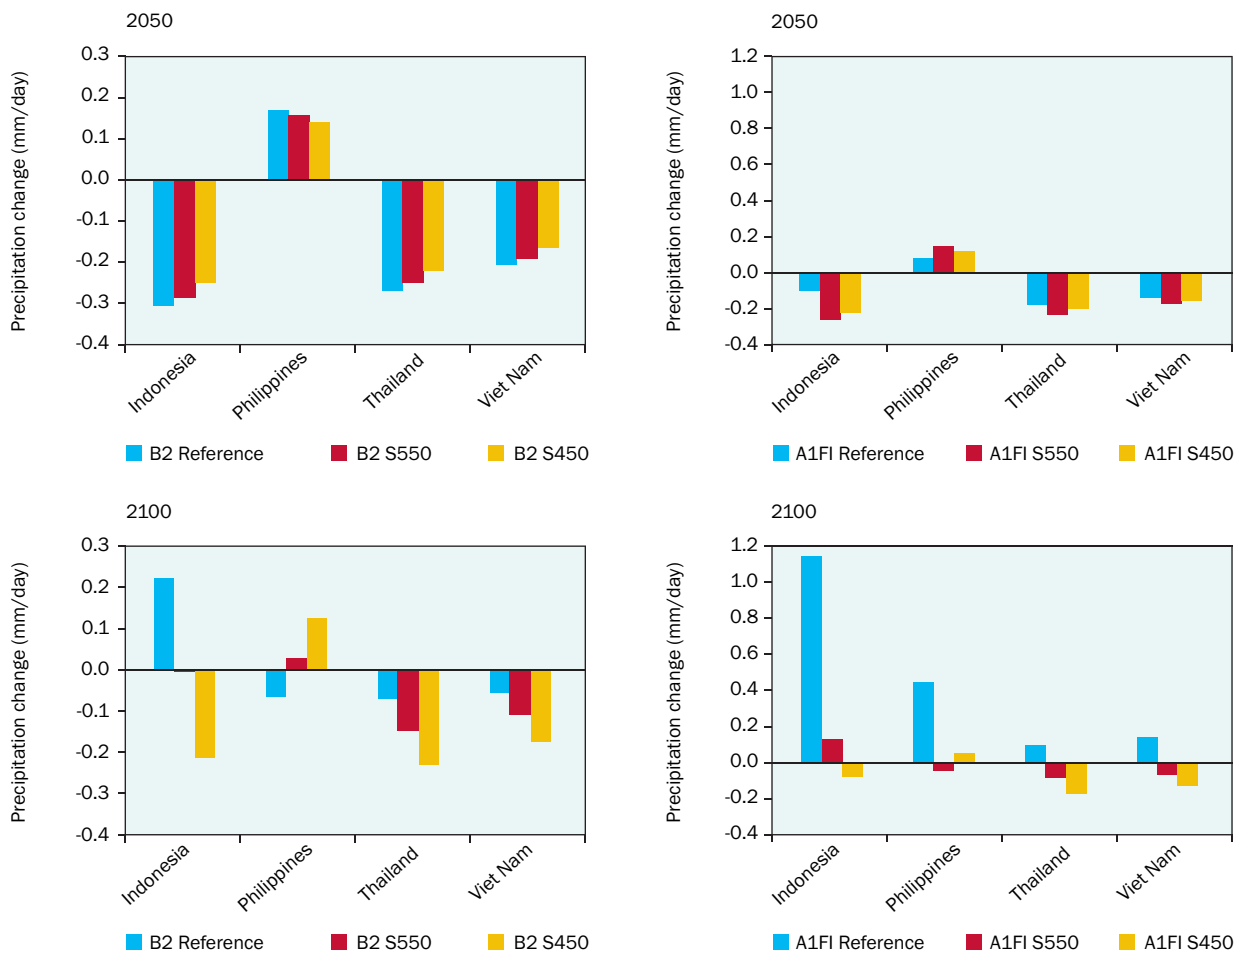 2050
Precipitation change (mm/day)
0.3
0.2
0.1
0.0
-0.1
-0.2
-0.3
-0.4
Indonesia
Philippines
Thailand
Viet Nam
B2 Reference
B2 S550
B2 S450
2050
Precipitation change (mm/day)
1.2
1.0
0.8
0.6
0.4
0.2
0.0
-0.2
-0.4
Indonesia
Philippines
Thailand
Viet Nam
A1FI Reference
A1FI S550
A1FI S450
2100
Precipitation change (mm/day)
0.3
0.2
0.1
0.0
-0.1
-0.2
-0.3
-0.4
Indonesia
Philippines
Thailand
Viet Nam
B2 Reference
B2 S550
B2 S450
2100
Precipitation change (mm/day)
1.2
1.0
0.8
0.6
0.4
0.2
0.0
-0.2
-0.4
Indonesia
Philippines
Thailand
Viet Nam
A1FI Reference
A1FI S550
A1FI S450